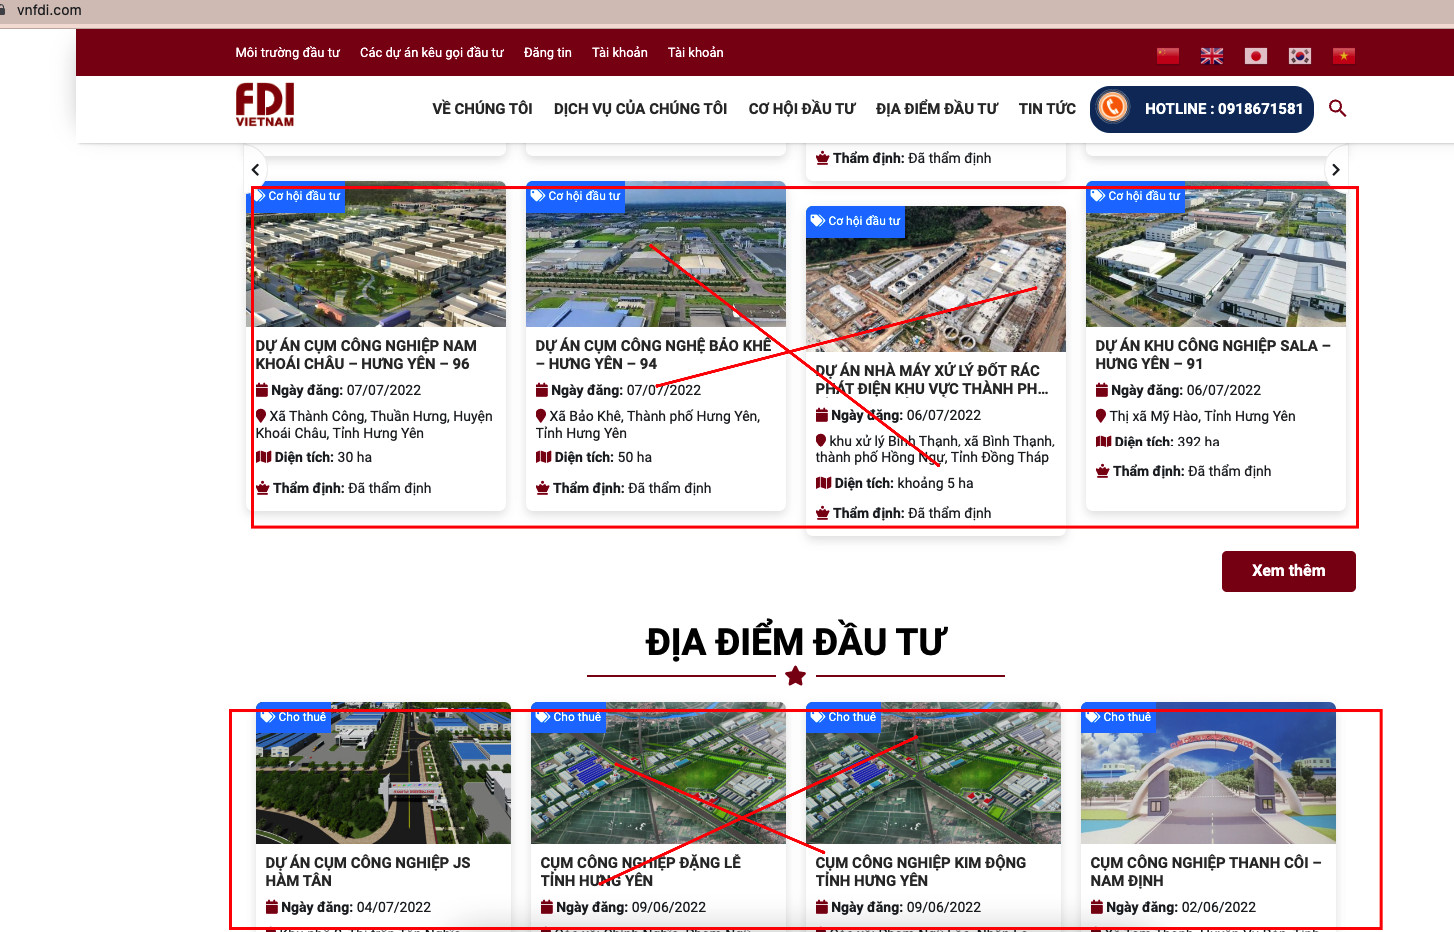 vnfdi.com
Môi trường đầu tư Các dự án kêu gọi đầu tư Đăng tin Tài khoản Tài khoản
FDI
VIETNAM
VỀ CHÚNG TÔI DỊCH VỤ CỦA CHÚNG TÔI CƠ HỘI ĐẦU TƯ ĐỊA ĐIỂM ĐẦU TƯ TIN TỨC HOTLINE : 0918671581
Thẩm định: Đã thẩm định
Cơ hội đầu tư
DỰ ÁN CỤM CÔNG NGHIỆP NAM
KHOÁI CHÂU – HƯNG YÊN – 96
Ngày đăng: 07/07/2022
Xã Thành Công, Thuần Hưng, Huyện
Khoái Châu, Tỉnh Hưng Yên
Diện tích: 30 ha
Thẩm định: Đã thẩm định
Cơ hội đầu tư
DỰ ÁN CỤM CÔNG NGHỆ BẢO KHÊ
– HƯNG YÊN – 94
Ngày đăng: 07/07/2022
Xã Bảo Khê, Thành phố Hưng Yên,
Tỉnh Hưng Yên
Diện tích: 50 ha
Thẩm định: Đã thẩm định
Cơ hội đầu tư
DỰ ÁN NHÀ MÁY XỬ LÝ ĐỐT RÁC
PHÁT ĐIỆN KHU VỰC THÀNH PH...
Ngày đăng: 06/07/2022
khu xử lý Bình Thạnh, xã Bình Thạnh,
thành phố Hồng Ngự, Tỉnh Đồng Tháp
Diện tích: khoảng 5 ha
Thẩm định: Đã thẩm định
Cơ hội đầu tư
DỰ ÁN KHU CÔNG NGHIỆP SALA –
HƯNG YÊN – 91
Ngày đăng: 06/07/2022
Thị xã Mỹ Hào, Tỉnh Hưng Yên
Diện tích: 392 ha
Thẩm định: Đã thẩm định
Xem thêm
ĐỊA ĐIỂM ĐẦU TƯ
Cho thuê
DỰ ÁN CỤM CÔNG NGHIỆP JS
HÀM TÂN
Ngày đăng: 04/07/2022
Cho thuê
CỤM CÔNG NGHIỆP ĐẶNG LỄ
TỈNH HƯNG YÊN
Ngày đăng: 09/06/2022
Cho thuê
CỤM CÔNG NGHIỆP KIM ĐỘNG
TỈNH HƯNG YÊN
Ngày đăng: 09/06/2022
Cho thuê
CỤM CÔNG NGHIỆP THANH CÔI –
NAM ĐỊNH
Ngày đăng: 02/06/2022